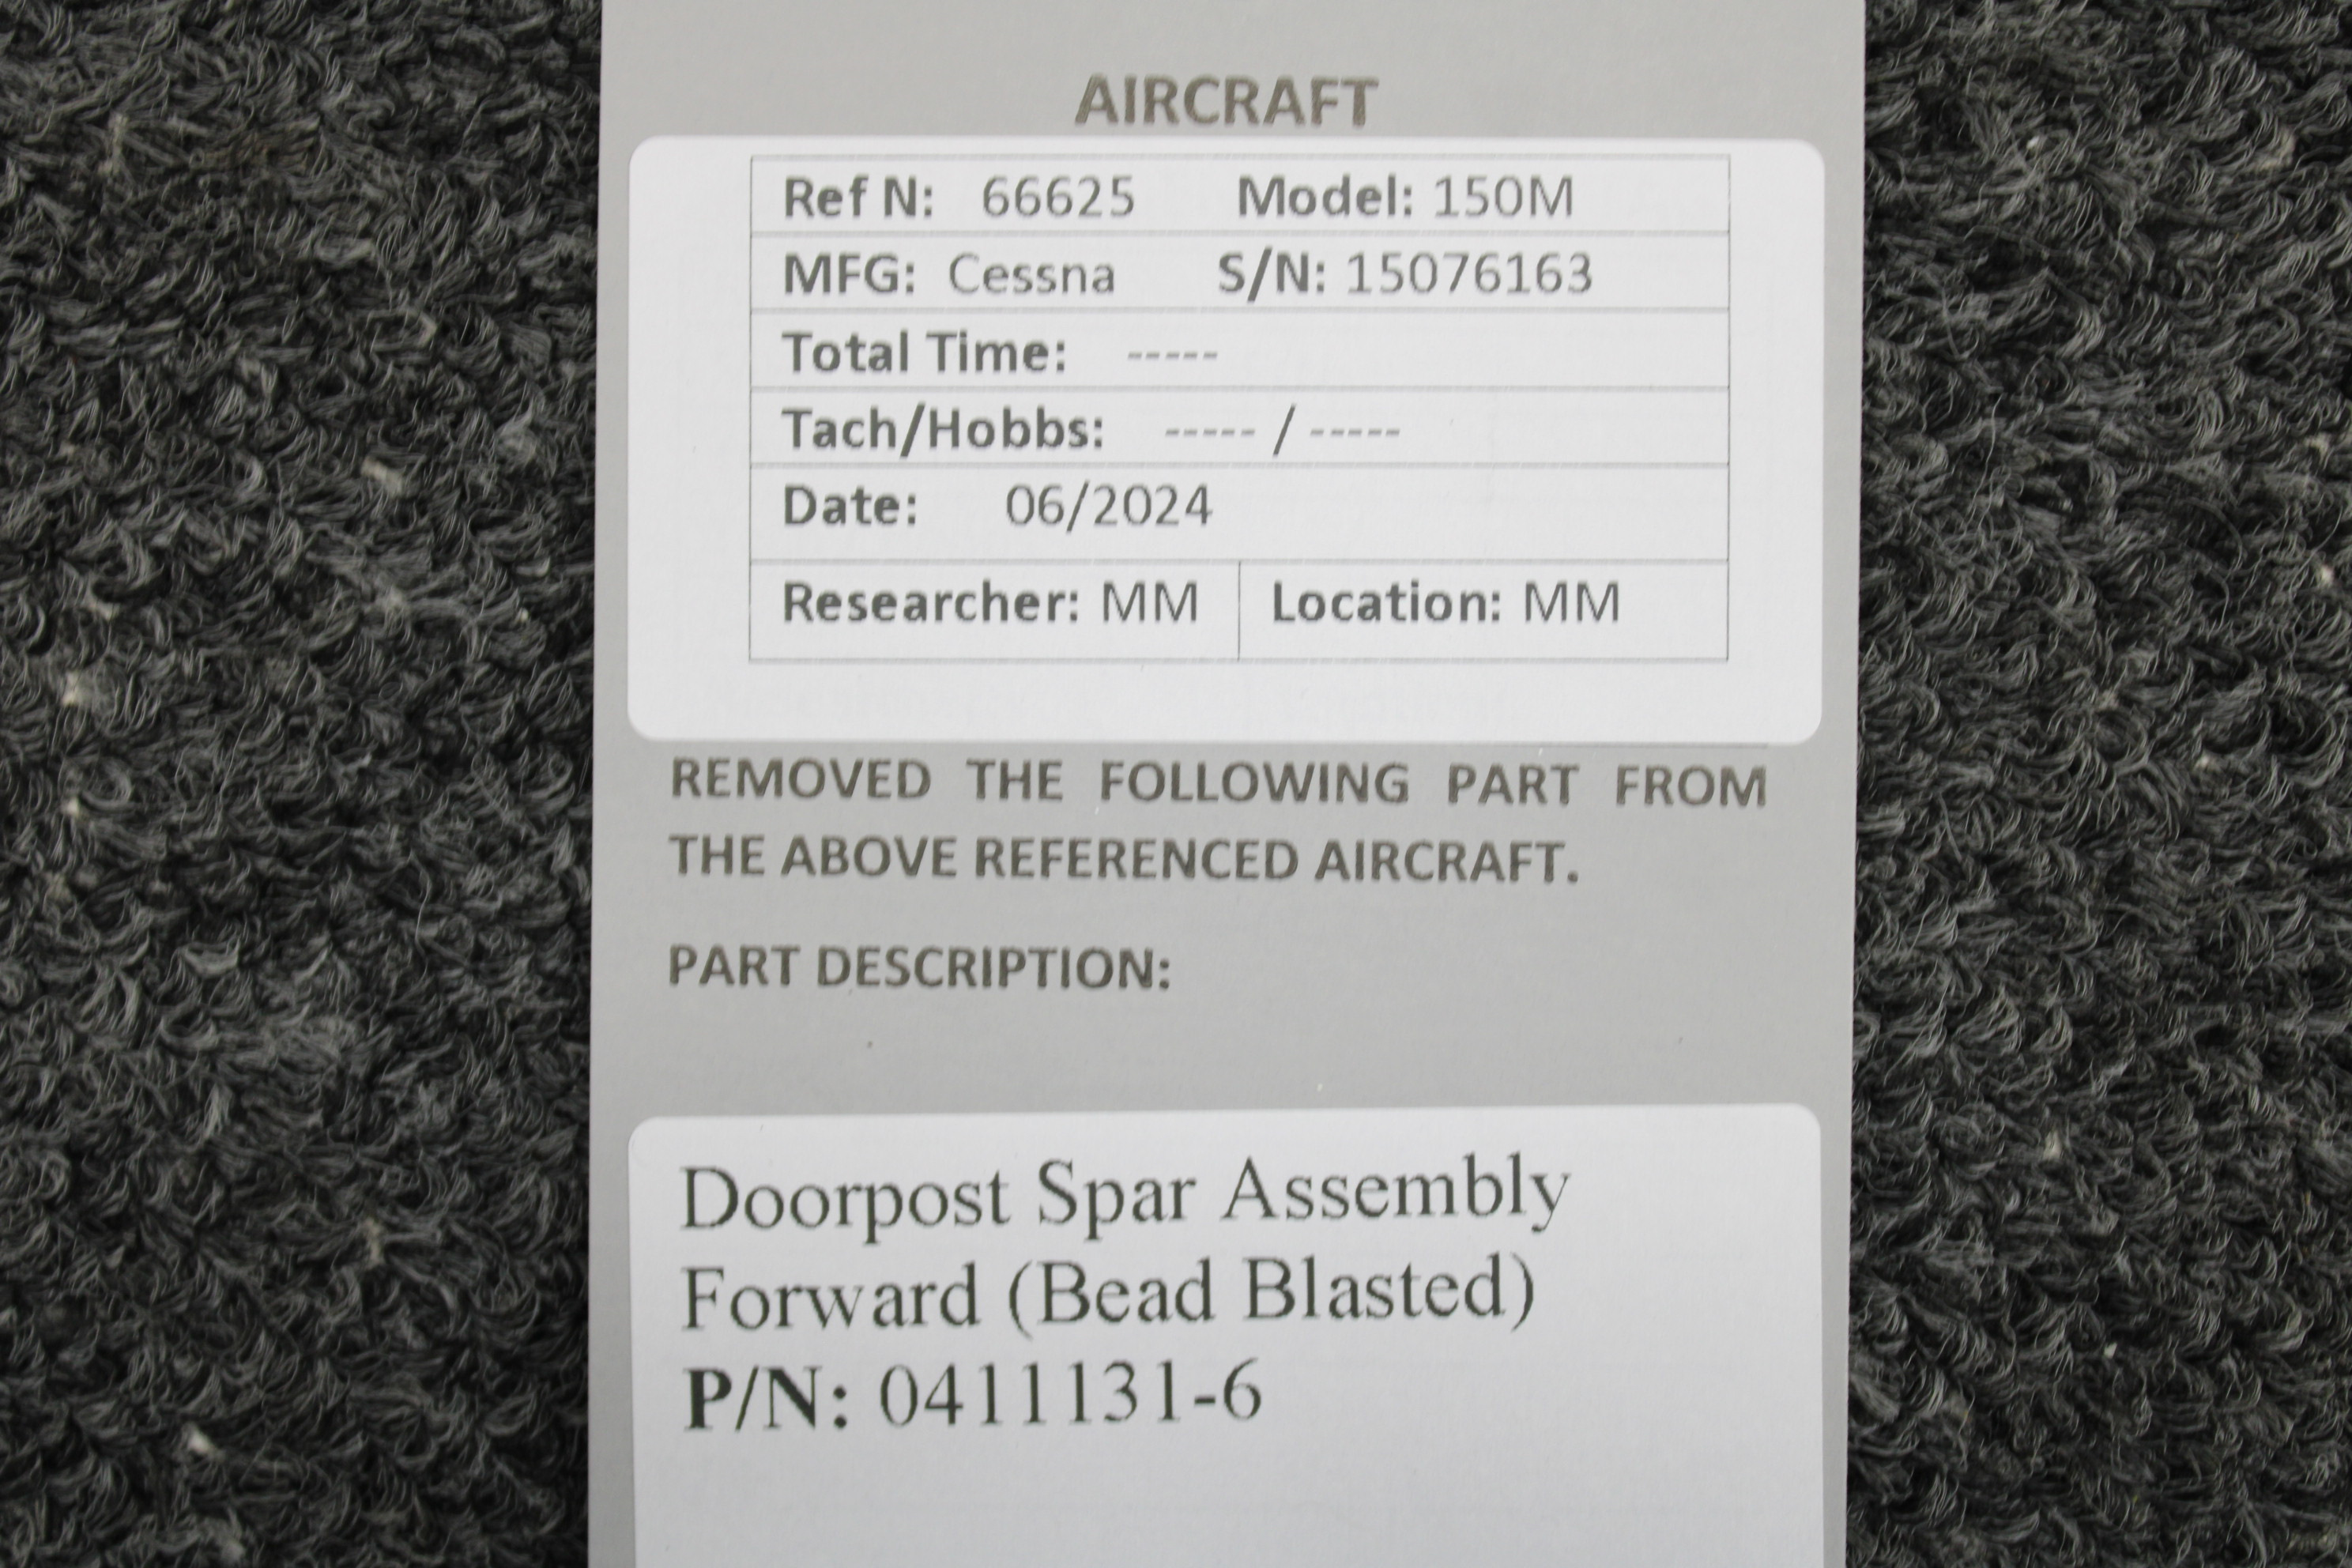 AIRCRAFT
Ref N: 66625 Model: 150M
MFG: Cessna S/N: 15076163
Total Time: -----
Tach/Hobbs: ----- / -----
Date: 06/2024
Researcher: MM Location: MM
REMOVED THE FOLLOWING PART FROM
THE ABOVE REFERENCED AIRCRAFT.
PART DESCRIPTION:
Doorpost Spar Assembly
Forward (Bead Blasted)
P/N: 0411131-6